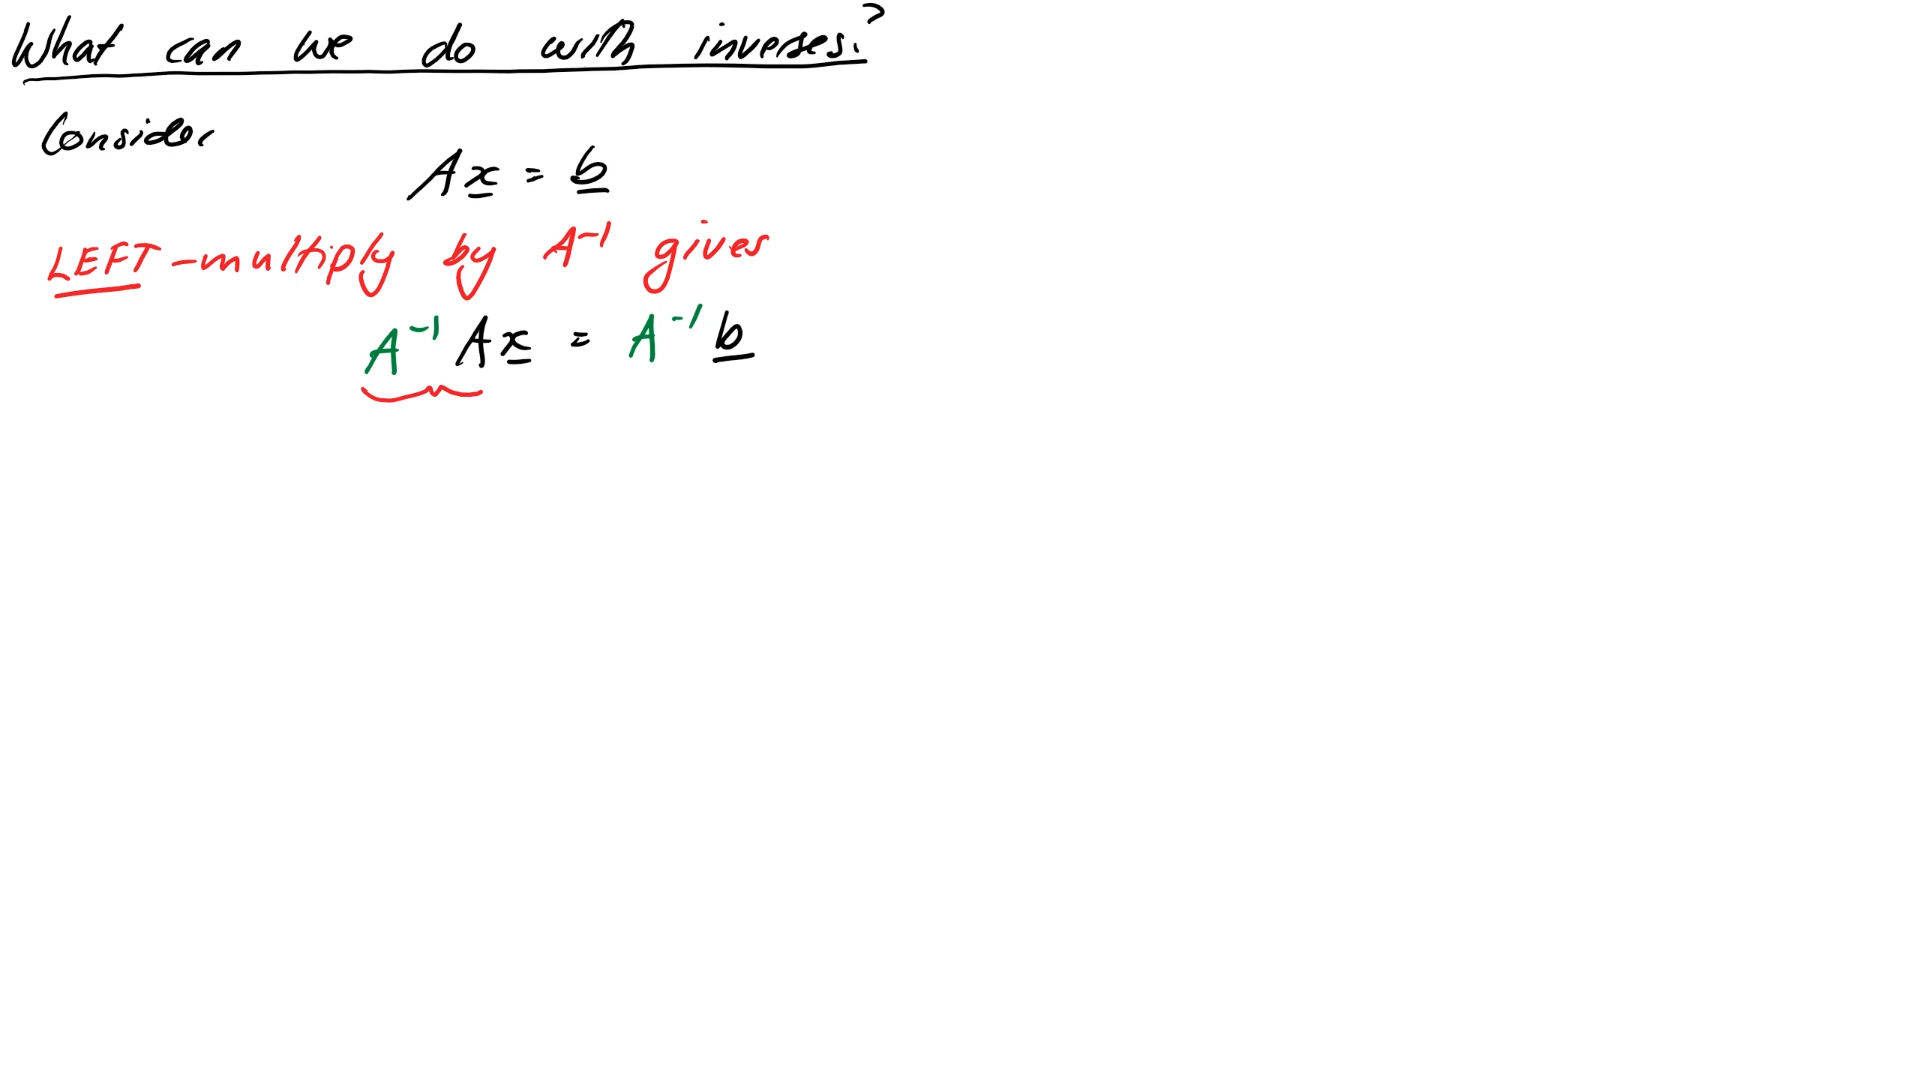 What can we do with inverses?
Consider
Ax = b
LEFT-multiply by A⁻¹ gives
A⁻¹Ax = A⁻¹b